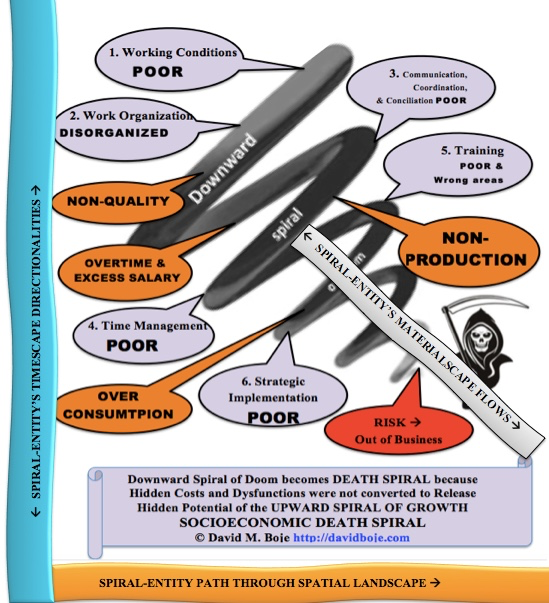 1. Working Conditions
POOR
2. Work Organization
DISORGANIZED
3. Communication,
Coordination,
& Conciliation POOR
5. Training
POOR &
Wrong areas
Downward
spiral
NON-QUALITY
NON-
PRODUCTION
OVERTIME &
EXCESS SALARY
4. Time Management
POOR
OVER
CONSUMTPION
6. Strategic
Implementation
POOR
RISK →
Out of Business
← SPIRAL-ENTITY'S MATERIALSCAPE FLOWS →
← SPIRAL-ENTITY'S TIMESCAPE DIRECTIONALITIES →
Downward Spiral of Doom becomes DEATH SPIRAL because
Hidden Costs and Dysfunctions were not converted to Release
Hidden Potential of the UPWARD SPIRAL OF GROWTH
SOCIOECONOMIC DEATH SPIRAL
© David M. Boje http://davidboje.com
SPIRAL-ENTITY PATH THROUGH SPATIAL LANDSCAPE →